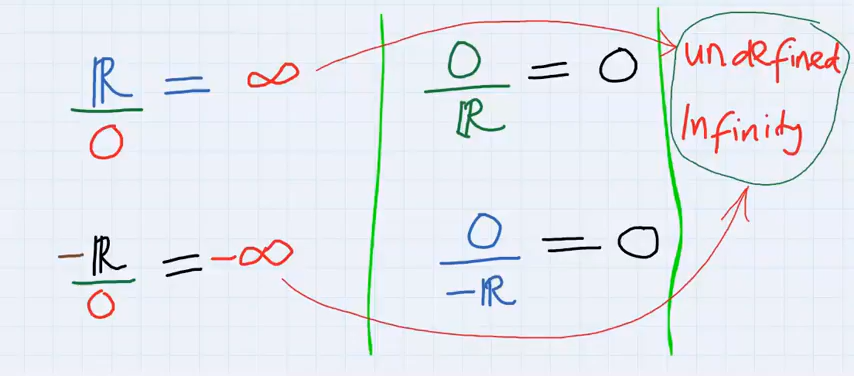 ℝ/0 = ∞
0/ℝ = 0
undefined
Infinity
-ℝ/0 = -∞
0/-ℝ = 0